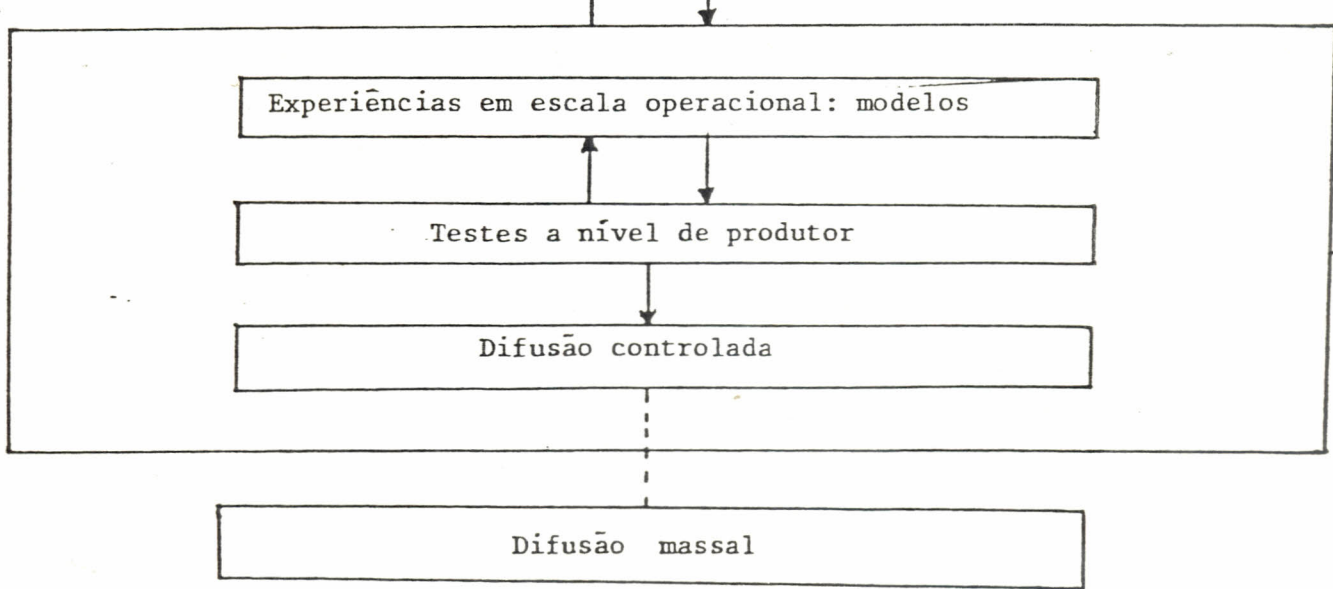 Experiências em escala operacional: modelos
Testes a nível de produtor
Difusão controlada
Difusão massal